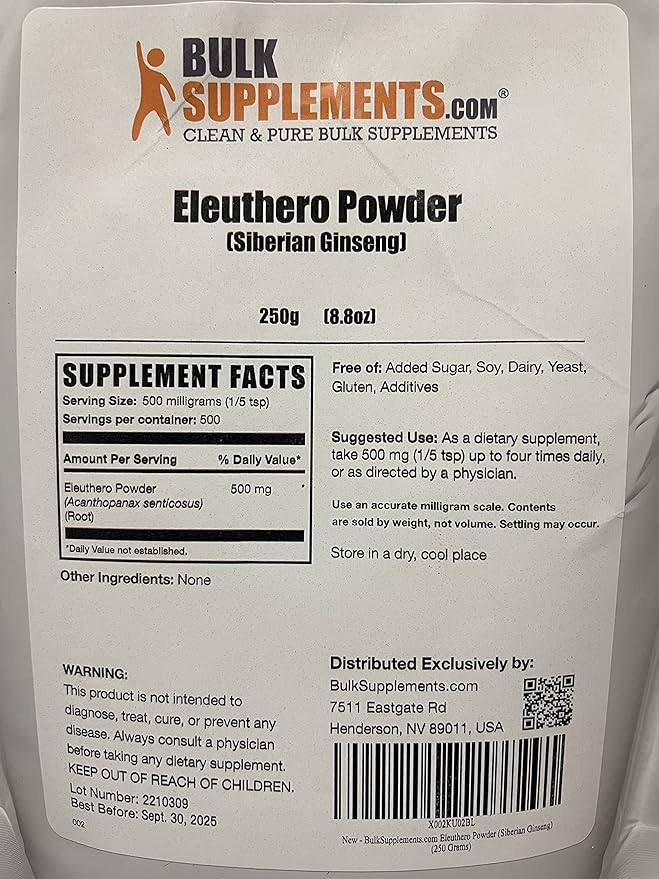 BULK
SUPPLEMENTS.COM®
CLEAN & PURE BULK SUPPLEMENTS
Eleuthero Powder
(Siberian Ginseng)
250g (8.8oz)
SUPPLEMENT FACTS
Serving Size: 500 milligrams (1/5 tsp)
Servings per container: 500
Amount Per Serving % Daily Value*
Eleuthero Powder 500 mg *
(Acanthopanax senticosus)
(Root)
*Daily Value not established.
Other Ingredients: None
Free of: Added Sugar, Soy, Dairy, Yeast,
Gluten, Additives
Suggested Use: As a dietary supplement,
take 500 mg (1/5 tsp) up to four times daily,
or as directed by a physician.
Use an accurate milligram scale. Contents
are sold by weight, not volume. Settling may occur.
Store in a dry, cool place
WARNING:
This product is not intended to
diagnose, treat, cure, or prevent any
disease. Always consult a physician
before taking any dietary supplement.
KEEP OUT OF REACH OF CHILDREN.
Lot Number: 2210309
Best Before: Sept. 30, 2025
002
Distributed Exclusively by:
BulkSupplements.com
7511 Eastgate Rd
Henderson, NV 89011, USA
X002KU02BL
New - BulkSupplements.com Eleuthero Powder (Siberian Ginseng)
(250 Grams)